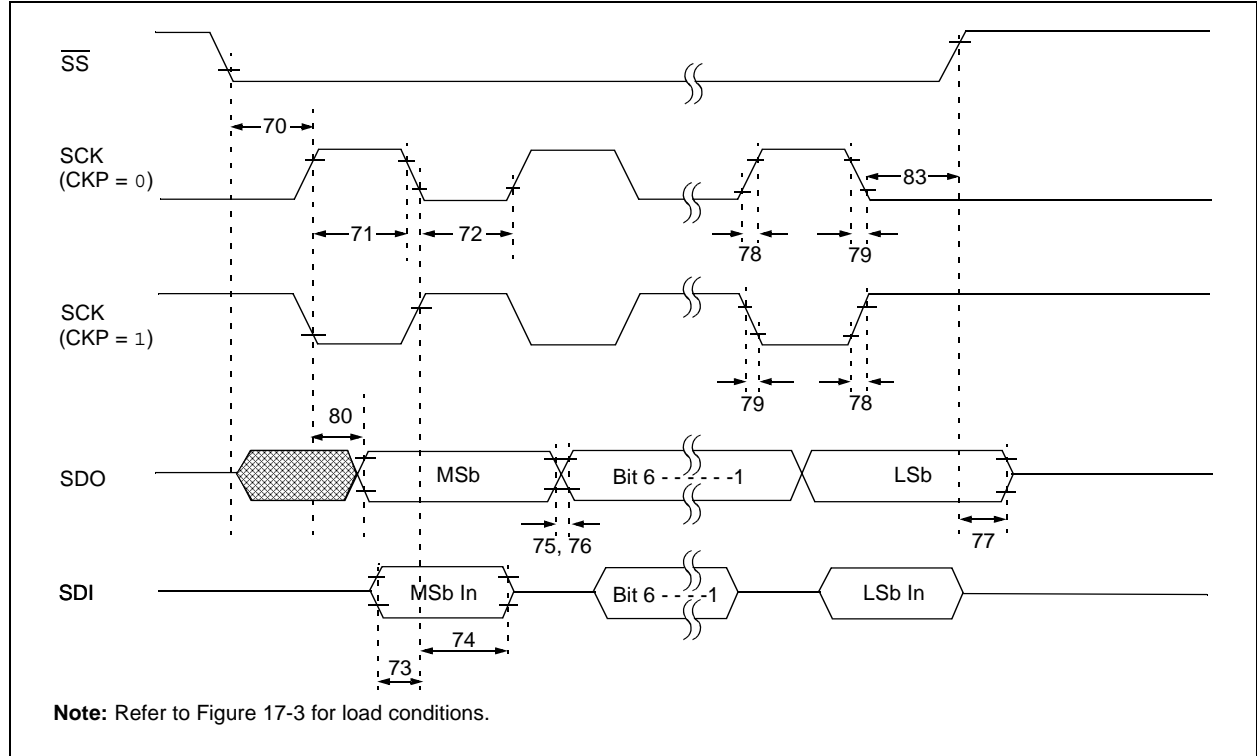 SS
70
SCK
(CKP = 0)
83
71
72
78
79
SCK
(CKP = 1)
79
78
80
SDO
MSb
Bit 6 - - - - - -1
LSb
75, 76
77
SDI
MSb In
Bit 6 - - - -1
LSb In
74
73
Note: Refer to Figure 17-3 for load conditions.